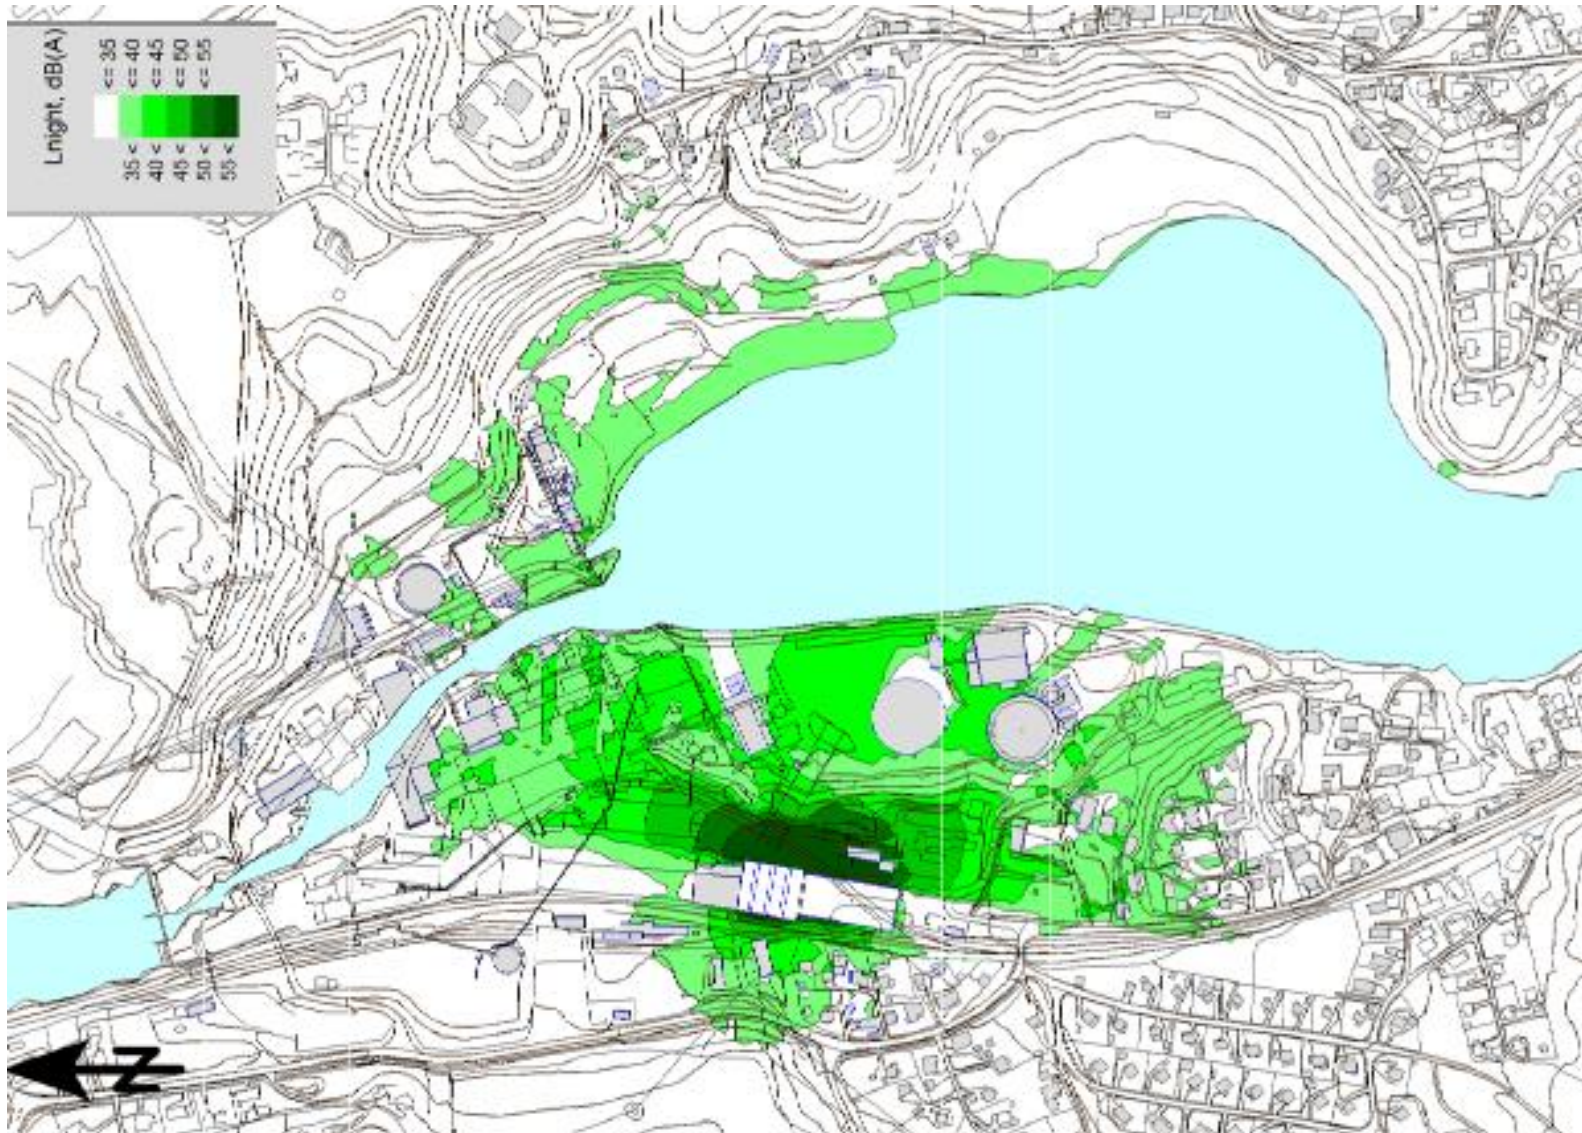 Lnight, dB(A)
<= 35
35 < <= 40
40 < <= 45
45 < <= 50
50 < <= 55
55 <
N